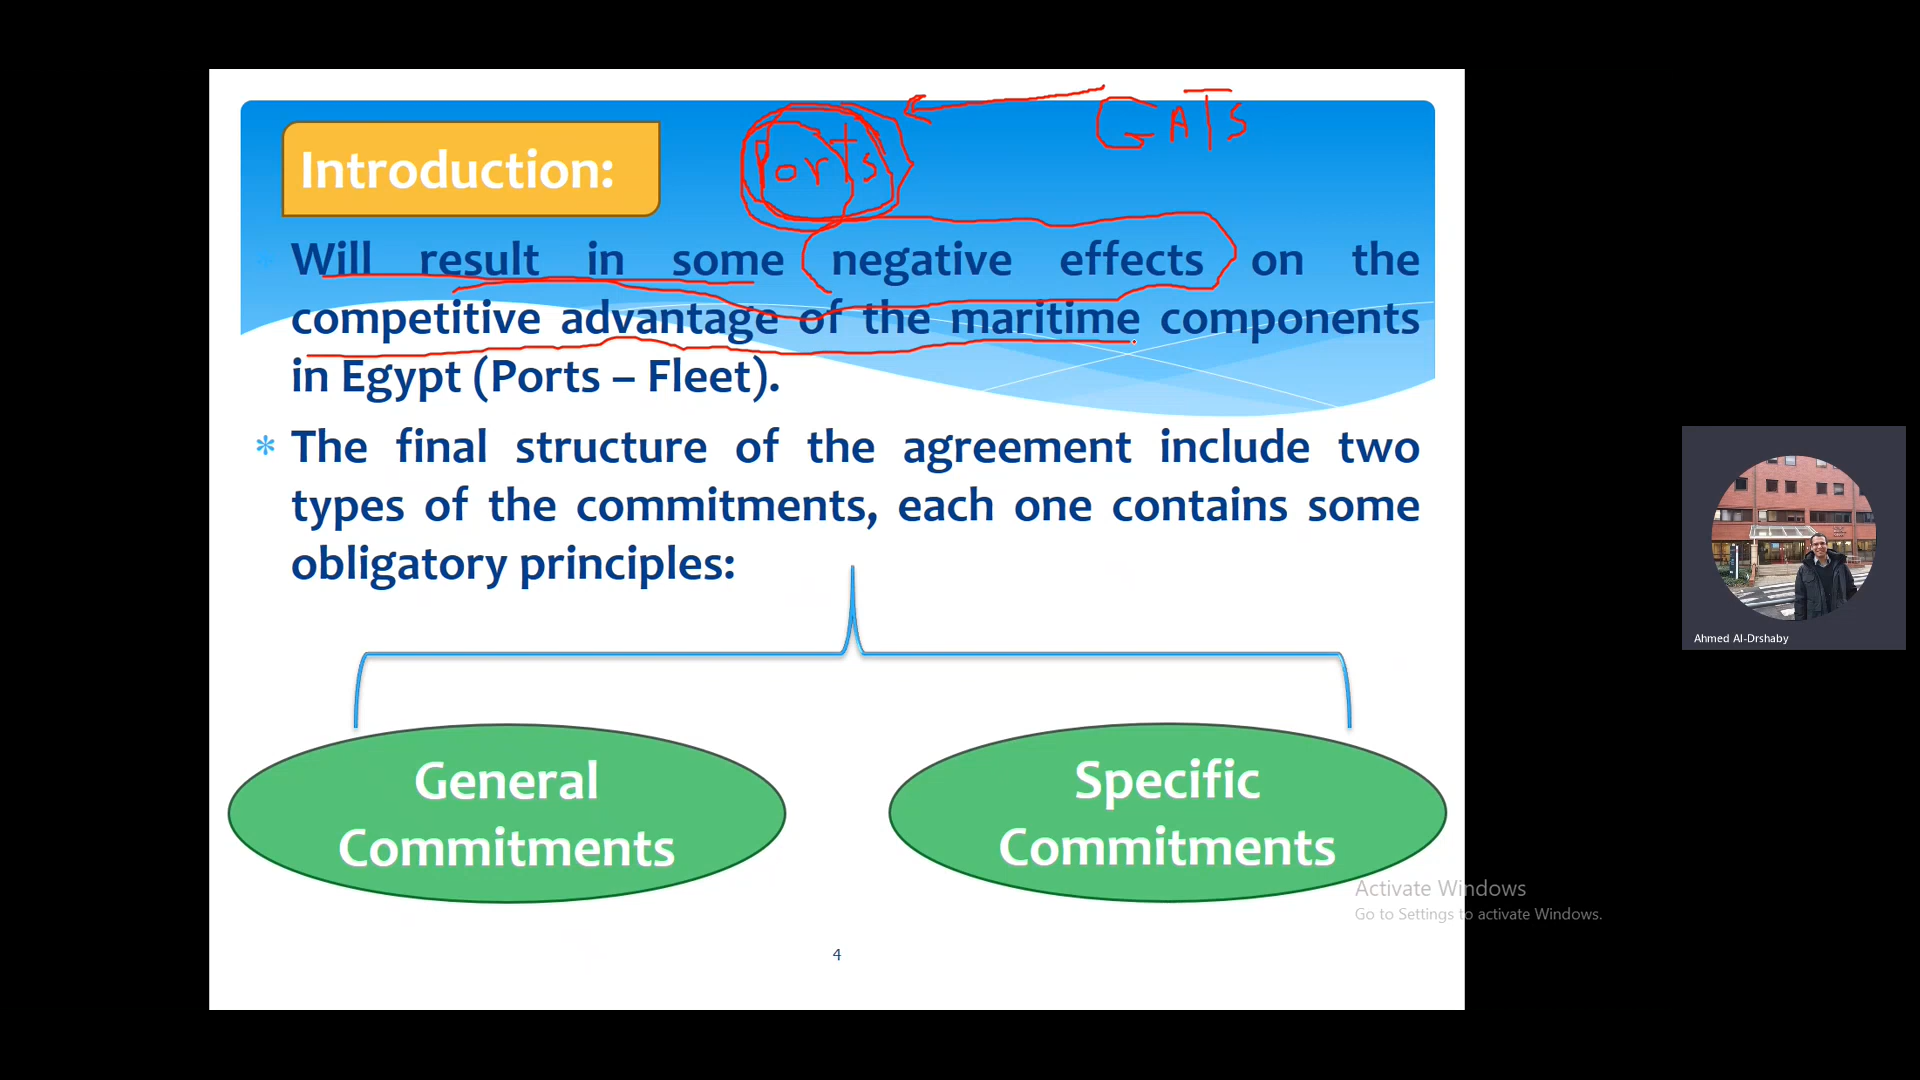 GATs
Ports
Introduction:
Will result in some negative effects on the
competitive advantage of the maritime components
in Egypt (Ports – Fleet).
* The final structure of the agreement include two
types of the commitments, each one contains some
obligatory principles:
General
Commitments
Specific
Commitments
4
Activate Windows
Go to Settings to activate Windows.
Ahmed Al-Drshaby